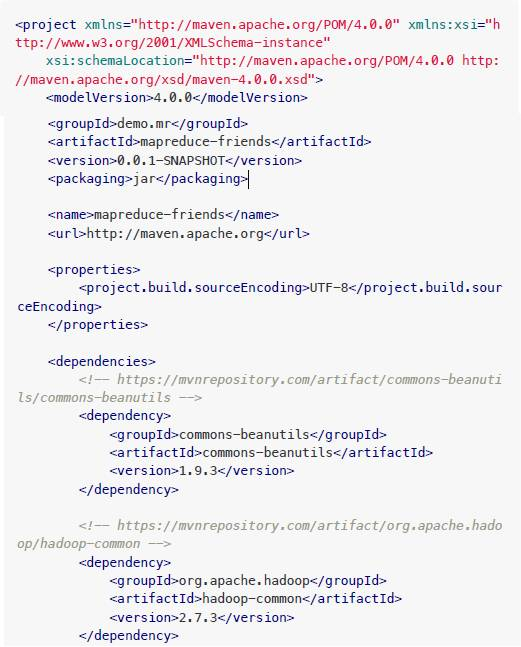 <project xmlns="http://maven.apache.org/POM/4.0.0" xmlns:xsi="h
ttp://www.w3.org/2001/XMLSchema-instance"
    xsi:schemaLocation="http://maven.apache.org/POM/4.0.0 http:
//maven.apache.org/xsd/maven-4.0.0.xsd">
    <modelVersion>4.0.0</modelVersion>
    <groupId>demo.mr</groupId>
    <artifactId>mapreduce-friends</artifactId>
    <version>0.0.1-SNAPSHOT</version>
    <packaging>jar</packaging>

    <name>mapreduce-friends</name>
    <url>http://maven.apache.org</url>

    <properties>
        <project.build.sourceEncoding>UTF-8</project.build.sour
ceEncoding>
    </properties>

    <dependencies>
        <!-- https://mvnrepository.com/artifact/commons-beanuti
ls/commons-beanutils -->
        <dependency>
            <groupId>commons-beanutils</groupId>
            <artifactId>commons-beanutils</artifactId>
            <version>1.9.3</version>
        </dependency>

        <!-- https://mvnrepository.com/artifact/org.apache.hado
op/hadoop-common -->
        <dependency>
            <groupId>org.apache.hadoop</groupId>
            <artifactId>hadoop-common</artifactId>
            <version>2.7.3</version>
        </dependency>